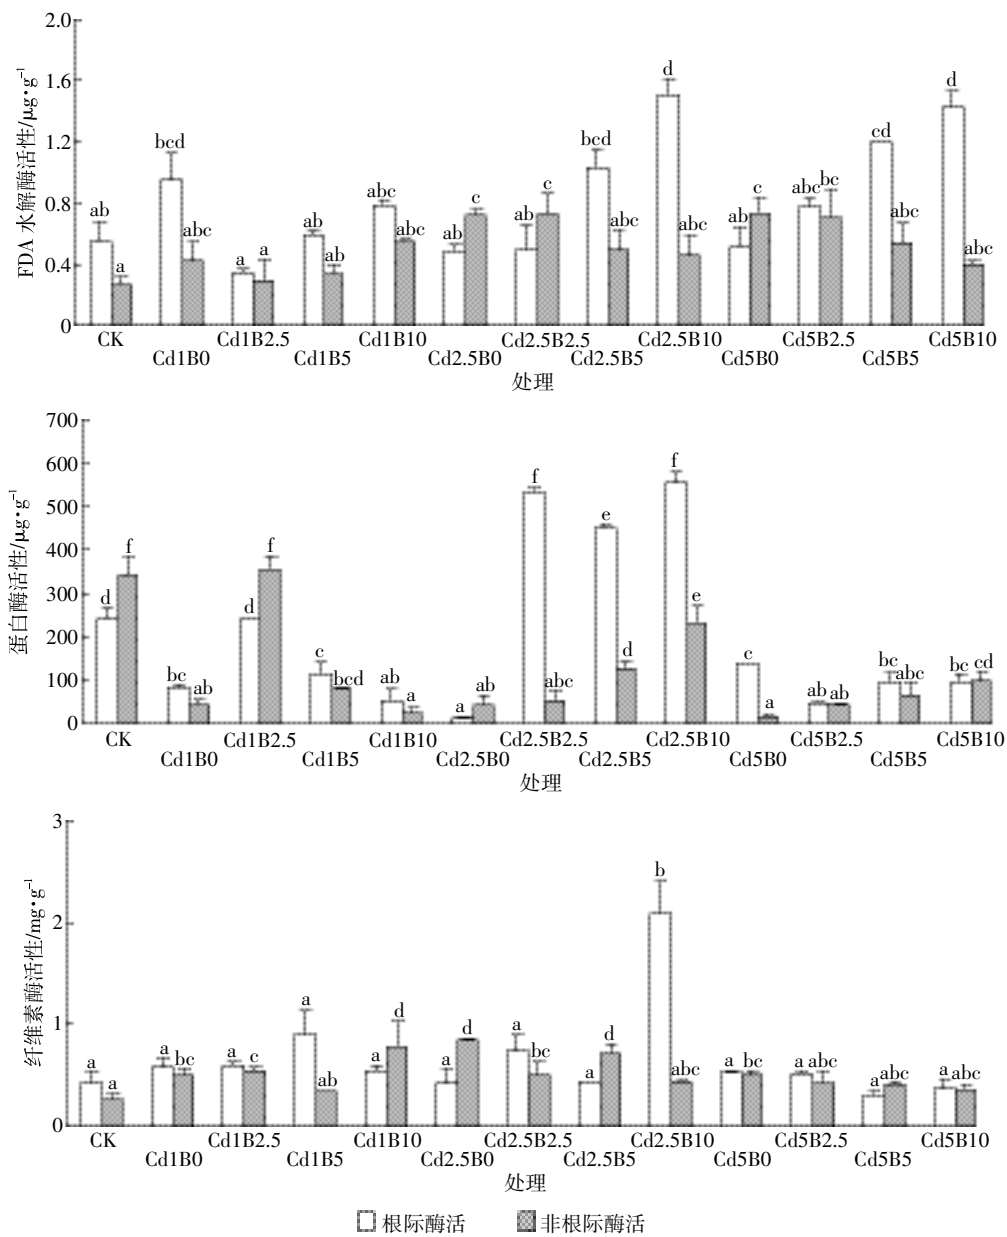 FDA 水解酶活性/μg·g⁻¹
2.0
1.6
1.2
0.8
0.4
0
ab a bcd abc a a ab ab abc abc ab c ab c bcd abc d abc ab c abc bc cd abc d abc
CK Cd1B0 Cd1B2.5 Cd1B5 Cd1B10 Cd2.5B0 Cd2.5B2.5 Cd2.5B5 Cd2.5B10 Cd5B0 Cd5B2.5 Cd5B5 Cd5B10
处理
蛋白酶活性/μg·g⁻¹
700
600
500
400
300
200
100
0
d f bc ab d f c bcd ab a a ab f abc e d f e c a ab ab bc abc bc cd
CK Cd1B0 Cd1B2.5 Cd1B5 Cd1B10 Cd2.5B0 Cd2.5B2.5 Cd2.5B5 Cd2.5B10 Cd5B0 Cd5B2.5 Cd5B5 Cd5B10
处理
纤维素酶活性/mg·g⁻¹
3
2
1
0
a a a bc a c a ab a d a d a bc a d b abc a bc a abc a abc a abc
CK Cd1B0 Cd1B2.5 Cd1B5 Cd1B10 Cd2.5B0 Cd2.5B2.5 Cd2.5B5 Cd2.5B10 Cd5B0 Cd5B2.5 Cd5B5 Cd5B10
处理
根际酶活 非根际酶活